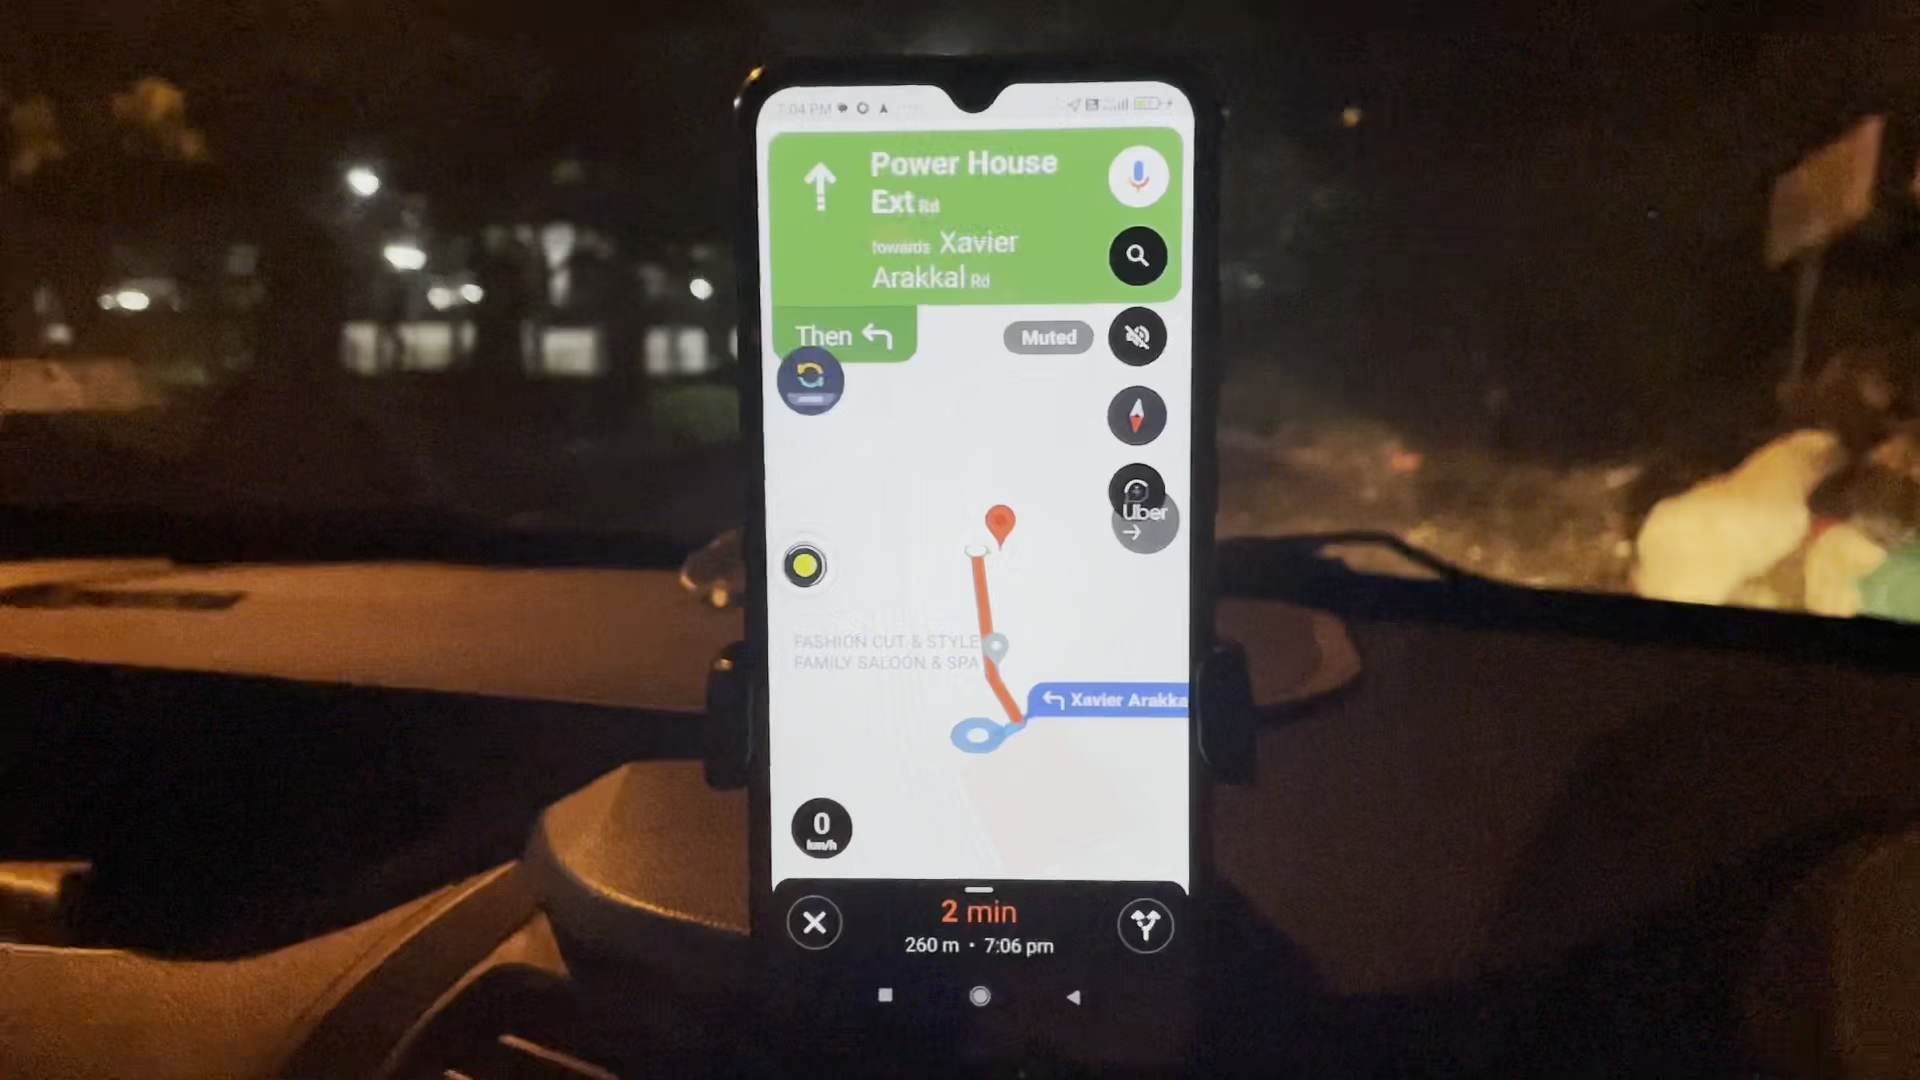 7:04 PM
Power House
Ext Rd
towards Xavier
Arakkal Rd
Then
Muted
Uber
FASHION CUT & STYLE
FAMILY SALOON & SPA
Xavier Arakka
0
km/h
2 min
260 m · 7:06 pm